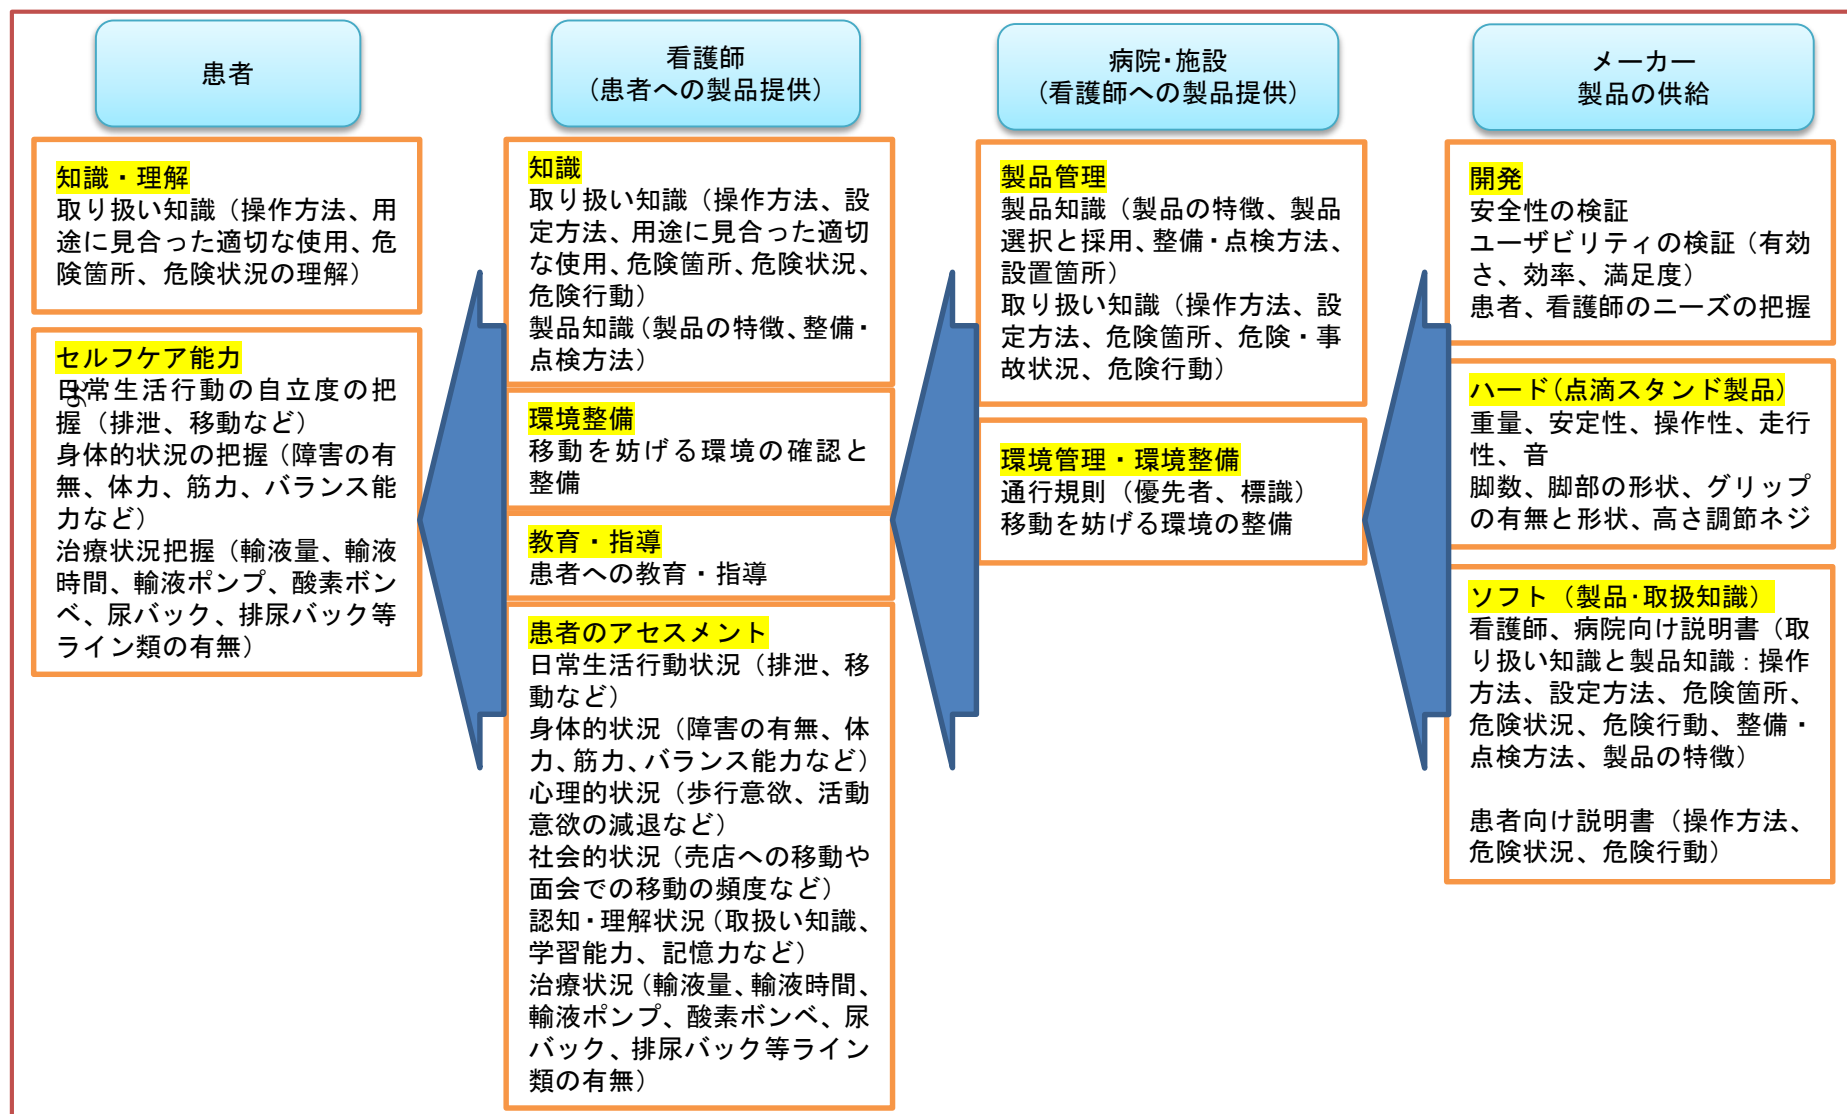 患者
知識・理解
取り扱い知識（操作方法、用
途に見合った適切な使用、危
険箇所、危険状況の理解）
セルフケア能力
日常生活行動の自立度の把
握（排泄、移動など）
身体的状況の把握（障害の有
無、体力、筋力、バランス能
力など）
治療状況把握（輸液量、輸液
時間、輸液ポンプ、酸素ボン
ベ、尿バック、排尿バック等
ライン類の有無）
看護師
（患者への製品提供）
知識
取り扱い知識（操作方法、設
定方法、用途に見合った適切
な使用、危険箇所、危険状況、
危険行動）
製品知識（製品の特徴、整備・
点検方法）
環境整備
移動を妨げる環境の確認と
整備
教育・指導
患者への教育・指導
患者のアセスメント
日常生活行動状況（排泄、移
動など）
身体的状況（障害の有無、体
力、筋力、バランス能力など）
心理的状況（歩行意欲、活動
意欲の減退など）
社会的状況（売店への移動や
面会での移動の頻度など）
認知・理解状況（取扱い知識、
学習能力、記憶力など）
治療状況（輸液量、輸液時間、
輸液ポンプ、酸素ボンベ、尿
バック、排尿バック等ライン
類の有無）
病院・施設
（看護師への製品提供）
製品管理
製品知識（製品の特徴、製品
選択と採用、整備・点検方法、
設置箇所）
取り扱い知識（操作方法、設
定方法、危険箇所、危険・事
故状況、危険行動）
環境管理・環境整備
通行規則（優先者、標識）
移動を妨げる環境の整備
メーカー
製品の供給
開発
安全性の検証
ユーザビリティの検証（有効
さ、効率、満足度）
患者、看護師のニーズの把握
ハード（点滴スタンド製品）
重量、安定性、操作性、走行
性、音
脚数、脚部の形状、グリップ
の有無と形状、高さ調節ネジ
ソフト（製品・取扱知識）
看護師、病院向け説明書（取
り扱い知識と製品知識：操作
方法、設定方法、危険箇所、
危険状況、危険行動、整備・
点検方法、製品の特徴）
患者向け説明書（操作方法、
危険状況、危険行動）